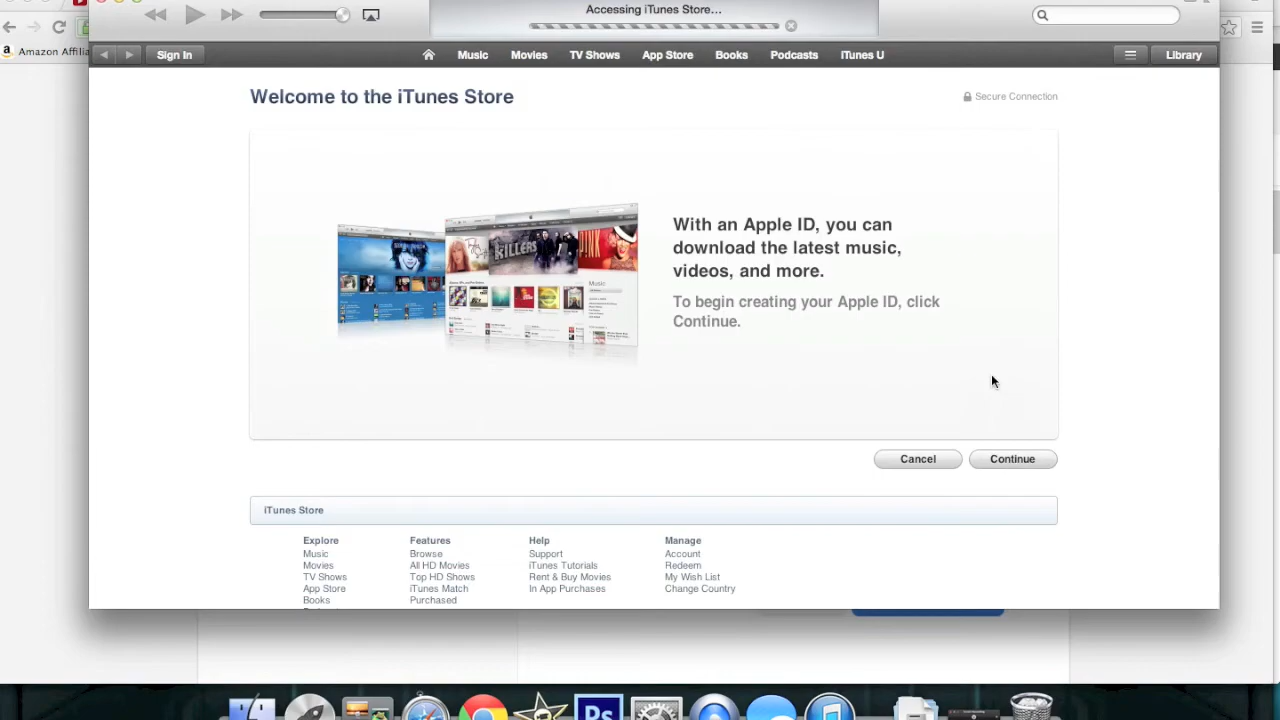 Accessing iTunes Store...
Amazon Affili
Sign In
Music
Movies
TV Shows
App Store
Books
Podcasts
iTunes U
Library
Welcome to the iTunes Store
Secure Connection
KILLERS
P!NK
Music
With an Apple ID, you can
download the latest music,
videos, and more.
To begin creating your Apple ID, click
Continue.
Cancel
Continue
iTunes Store
Explore
Music
Movies
TV Shows
App Store
Books
Features
Browse
All HD Movies
Top HD Shows
iTunes Match
Purchased
Help
Support
iTunes Tutorials
Rent & Buy Movies
In App Purchases
Manage
Account
Redeem
My Wish List
Change Country
Ps